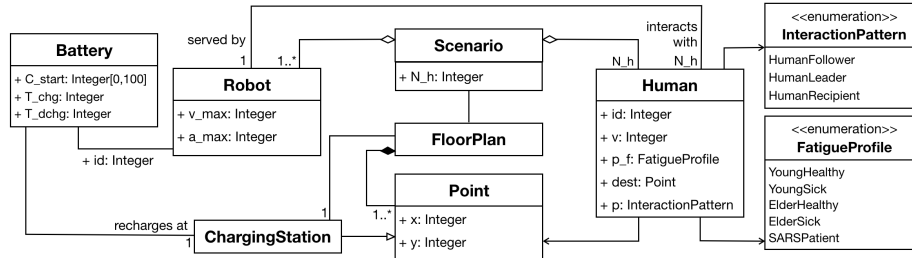 Battery
+ C_start: Integer[0,100]
+ T_chg: Integer
+ T_dchg: Integer
served by
1
1..*
Robot
+ v_max: Integer
+ a_max: Integer
+ id: Integer
Scenario
+ N_h: Integer
FloorPlan
interacts
with
N_h
N_h
Human
+ id: Integer
+ v: Integer
+ p_f: FatigueProfile
+ dest: Point
+ p: InteractionPattern
<<enumeration>>
InteractionPattern
HumanFollower
HumanLeader
HumanRecipient
<<enumeration>>
FatigueProfile
YoungHealthy
YoungSick
ElderHealthy
ElderSick
SARSPatient
recharges at
1
1
ChargingStation
1..*
Point
+ x: Integer
+ y: Integer